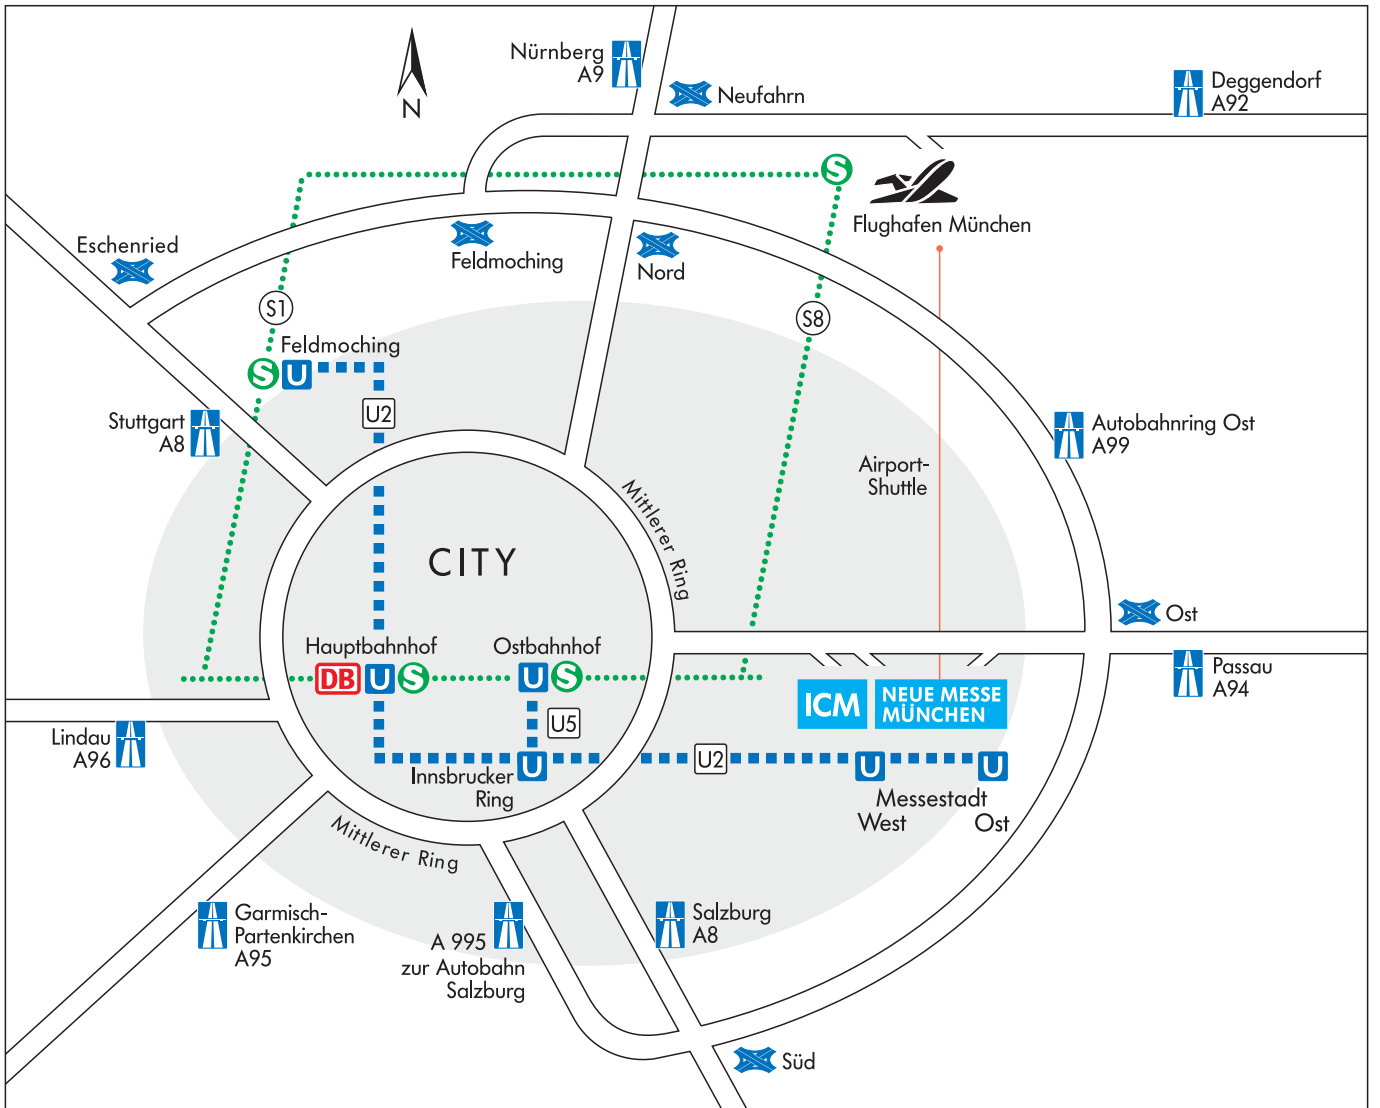 Nürnberg
A9
N
Neufahrn
Deggendorf
A92
S
Flughafen München
Eschenried
Feldmoching
Nord
S1
S8
Feldmoching
S U
U2
Stuttgart
A8
Autobahnring Ost
A99
Airport-
Shuttle
Mittlerer Ring
CITY
Ost
Hauptbahnhof
DB U S
Ostbahnhof
U S
Passau
A94
ICM
NEUE MESSE
MÜNCHEN
U5
Lindau
A96
Innsbrucker
Ring
U
U2
U
U
Messestadt
West
Ost
Mittlerer Ring
Garmisch-
Partenkirchen
A95
A 995
zur Autobahn
Salzburg
Salzburg
A8
Süd